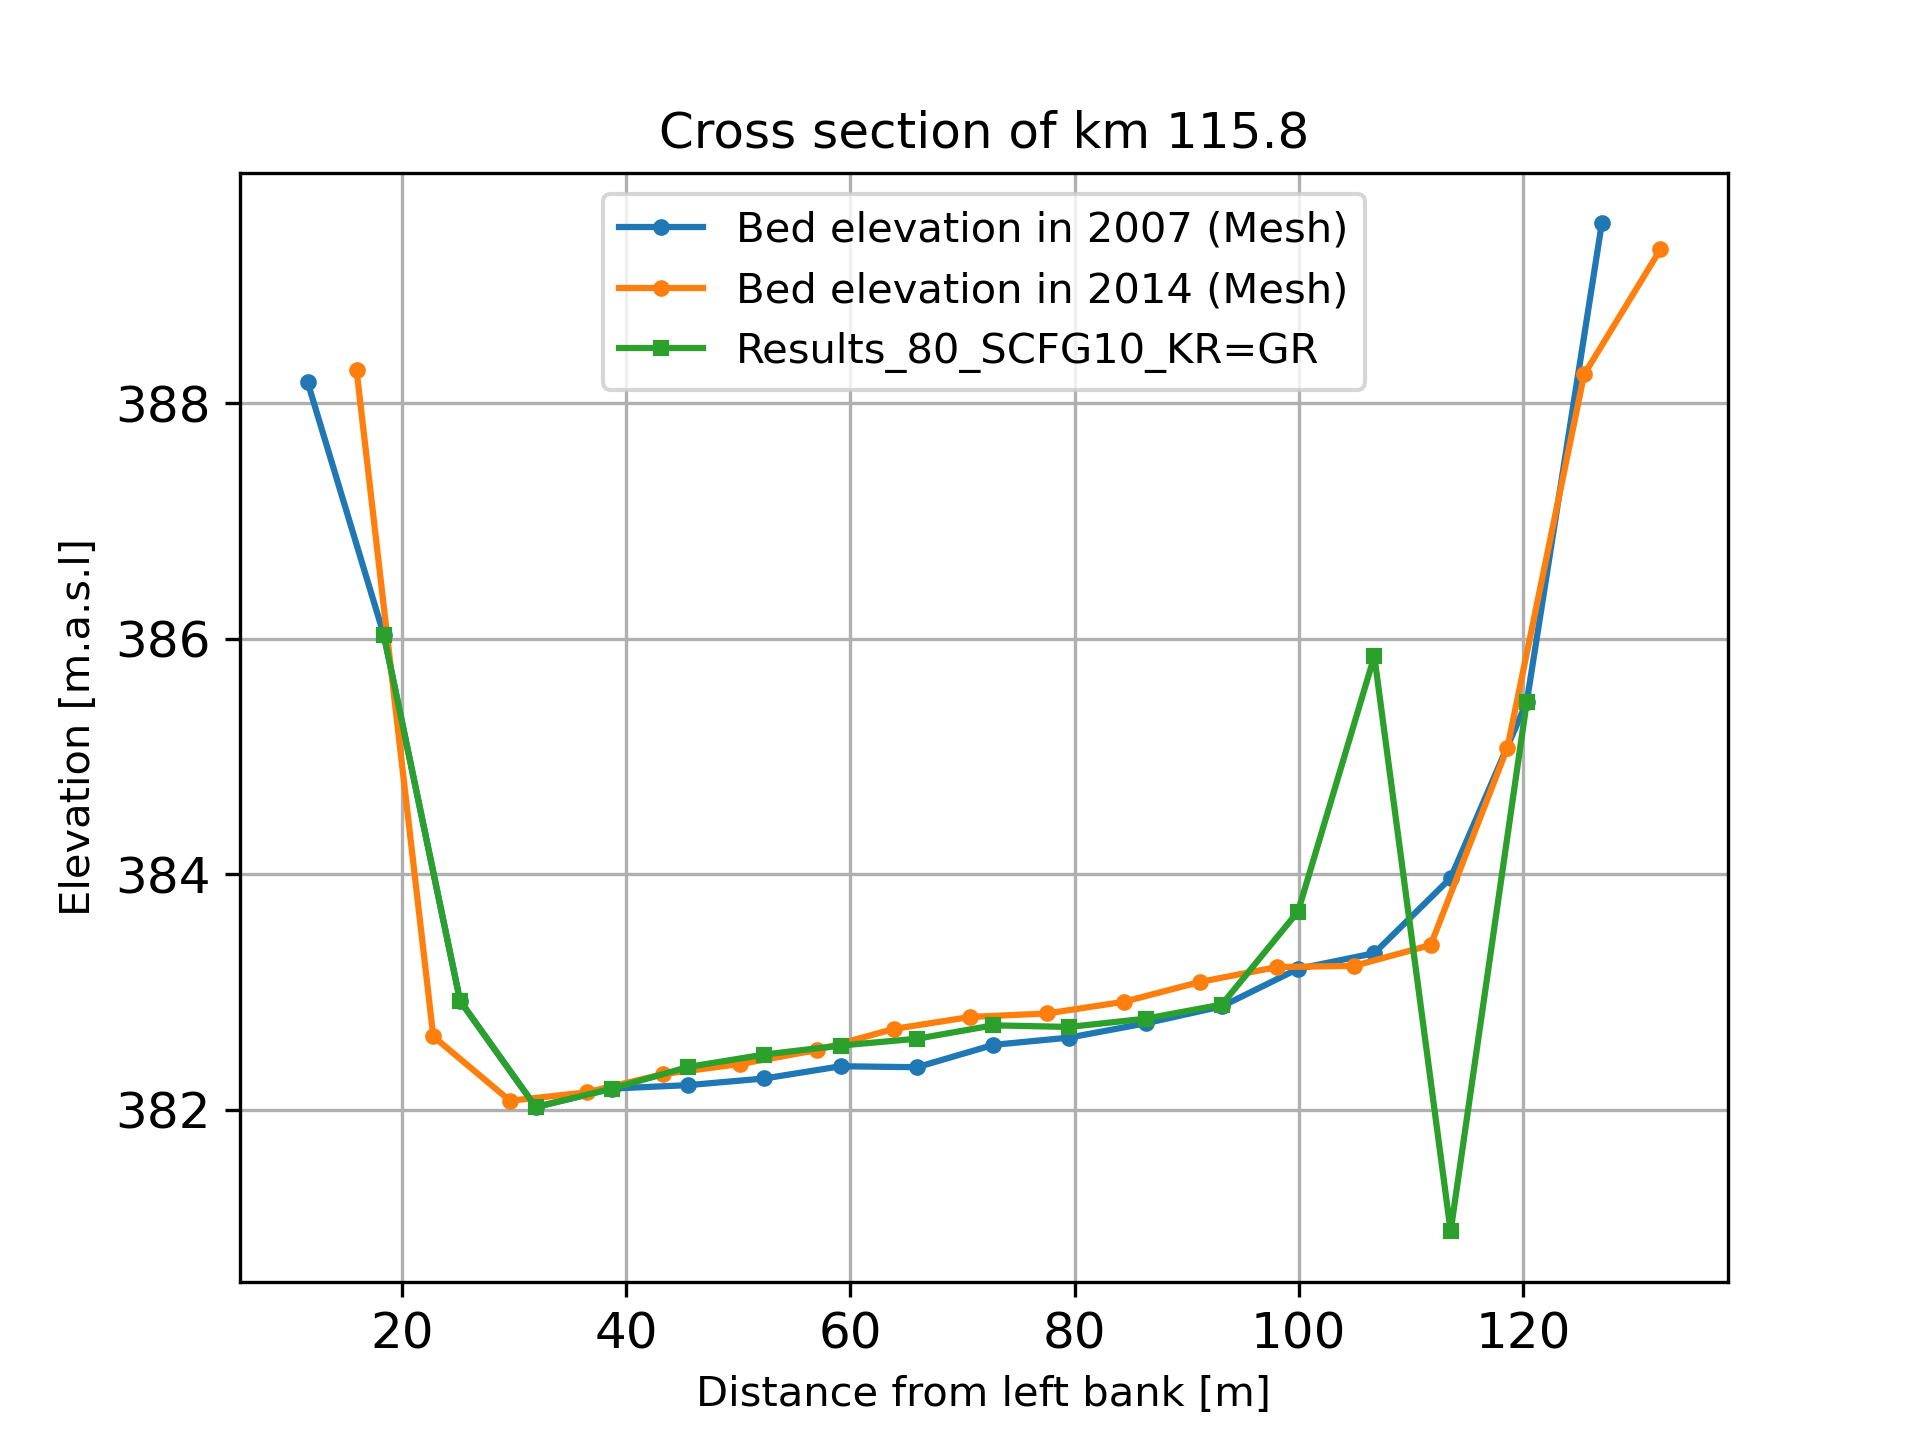 Cross section of km 115.8
Bed elevation in 2007 (Mesh)
Bed elevation in 2014 (Mesh)
Results_80_SCFG10_KR=GR
388
386
384
382
Elevation [m.a.s.l]
20 40 60 80 100 120
Distance from left bank [m]